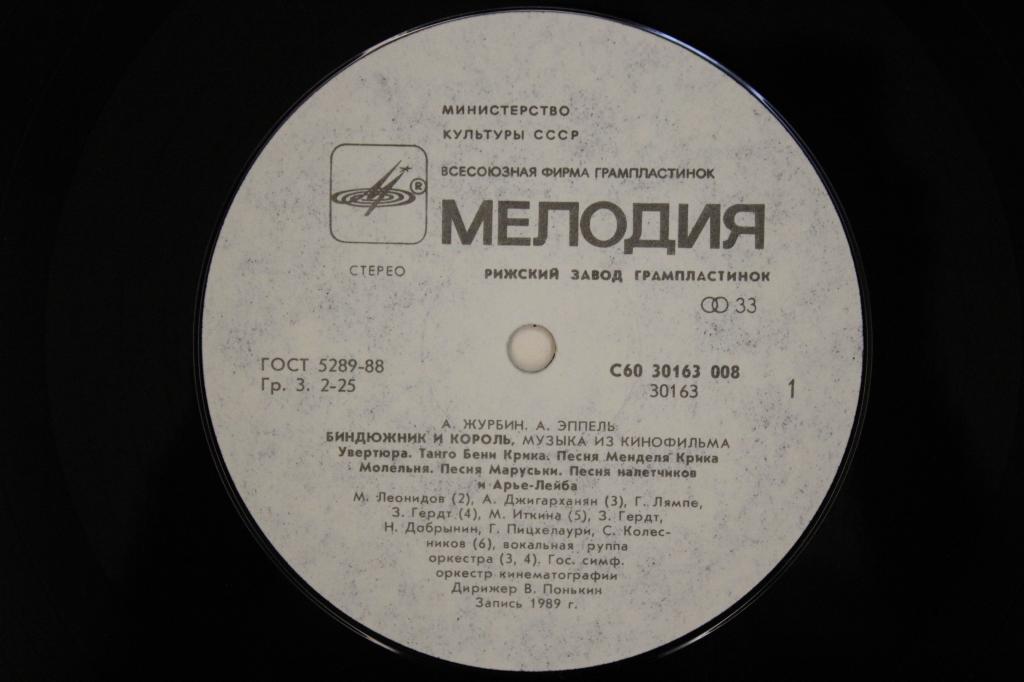 МИНИСТЕРСТВО
КУЛЬТУРЫ СССР
ВСЕСОЮЗНАЯ ФИРМА ГРАМПЛАСТИНОК
®
МЕЛОДИЯ
СТЕРЕО
РИЖСКИЙ ЗАВОД ГРАМПЛАСТИНОК
33
ГОСТ 5289-88
Гр. 3. 2-25
С60 30163 008
30163
1
А. ЖУРБИН. А. ЭППЕЛЬ
БИНДЮЖНИК И КОРОЛЬ, МУЗЫКА ИЗ КИНОФИЛЬМА
Увертюра. Танго Бени Крика. Песня Менделя Крика
Молельня. Песня Маруськи. Песня налетчиков
и Арье-Лейба
М. Леонидов (2), А. Джигарханян (3), Г. Лямпе,
З. Гердт (4), М. Иткина (5), З. Гердт,
Н. Добрынин, Г. Пицхелаури, С. Колес-
ников (6), вокальная группа
оркестра (3, 4). Гос. симф.
оркестр кинематографии
Дирижер В. Понькин
Запись 1989 г.